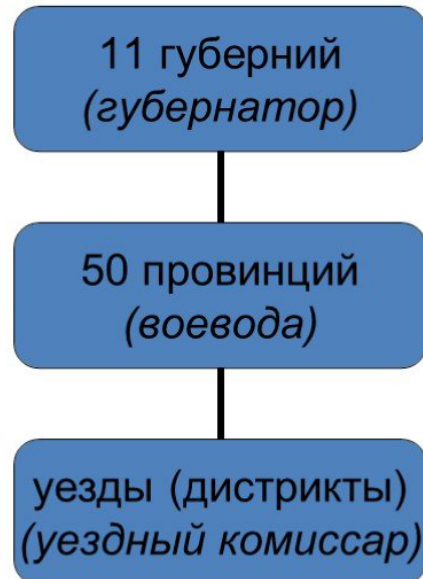 11 губерний
(губернатор)
50 провинций
(воевода)
уезды (дистрикты)
(уездный комиссар)